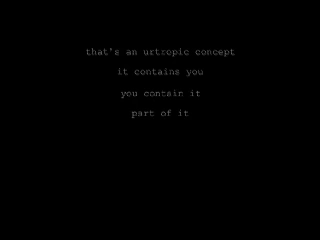 that's an urtropic concept
it contains you
you contain it
part of it